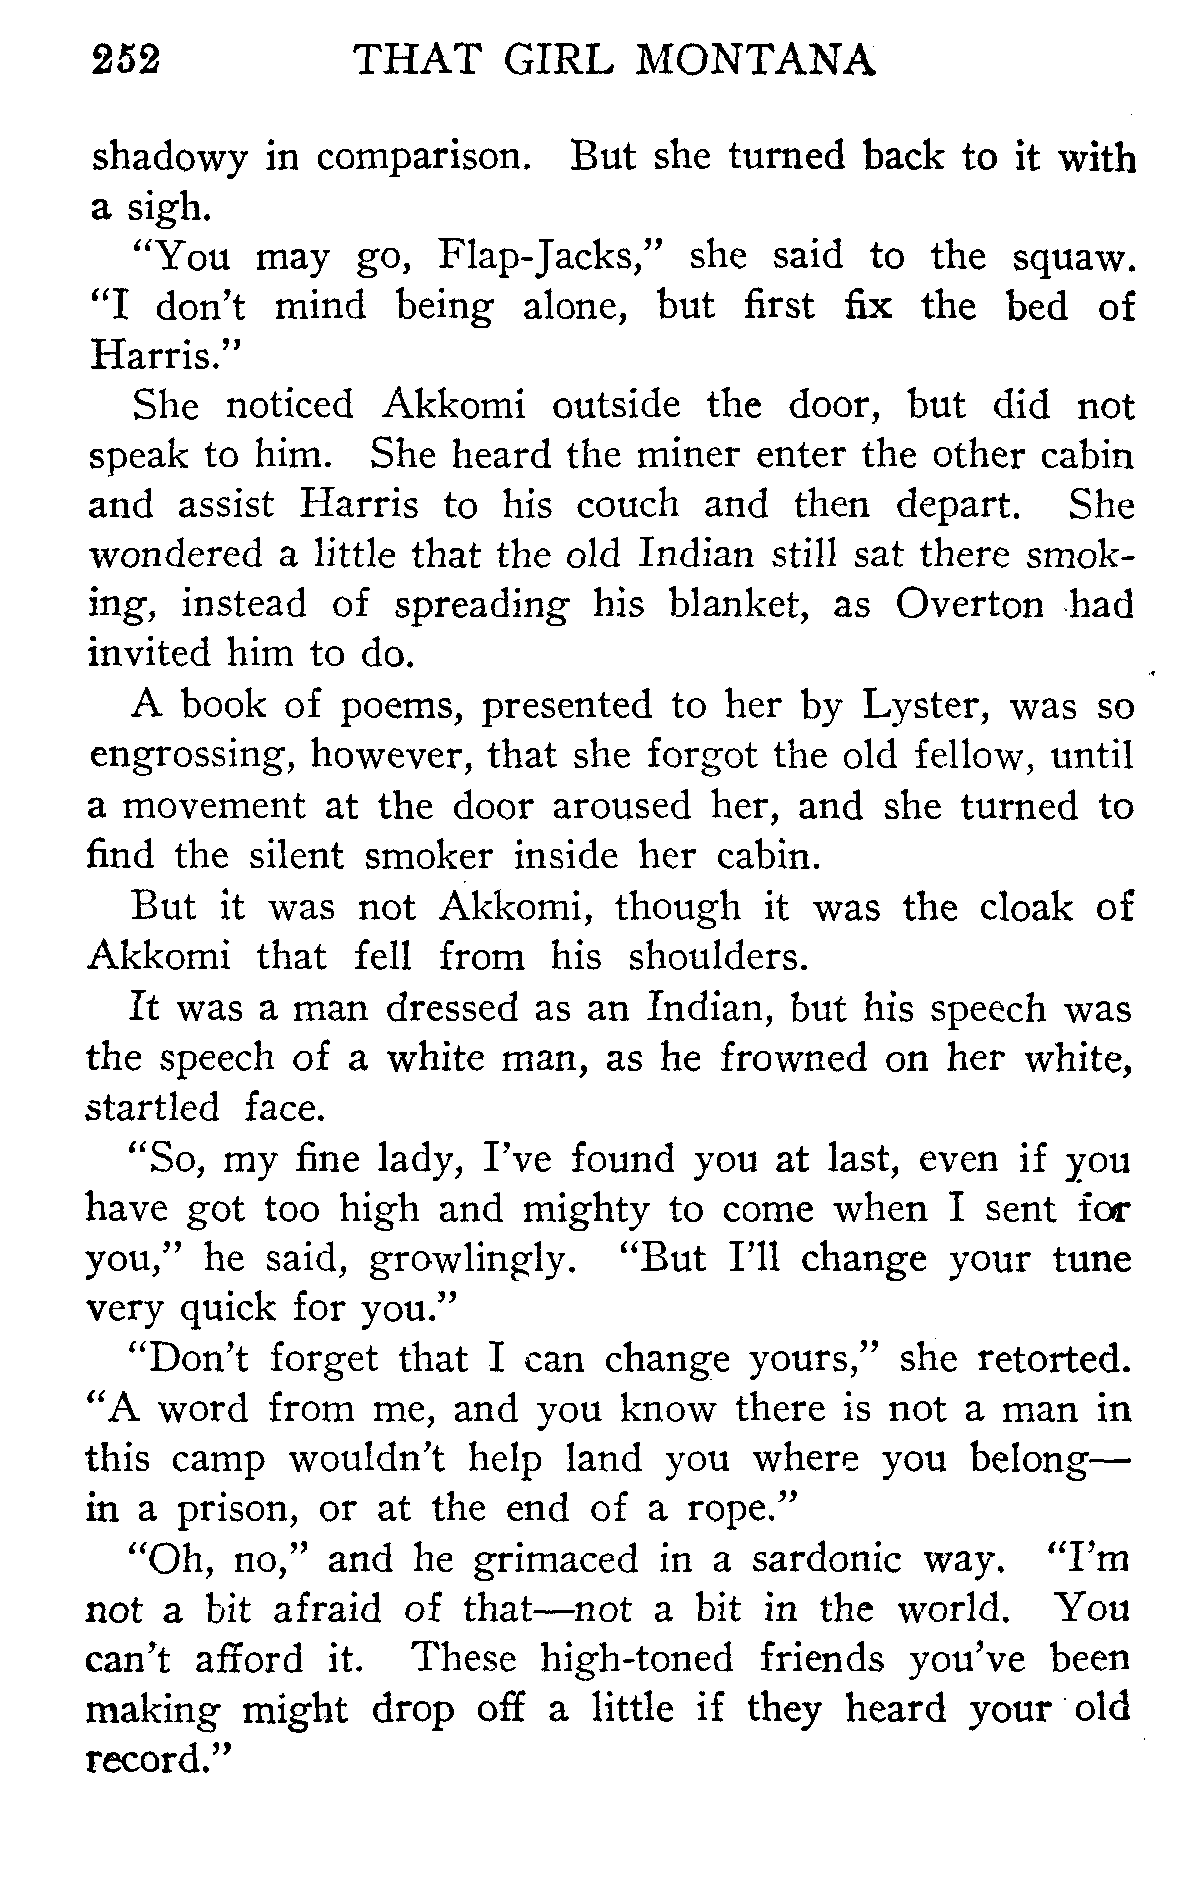 252 THAT GIRL MONTANA
shadowy in comparison. But she turned back to it with
a sigh.
“You may go, Flap-Jacks,” she said to the squaw.
“I don’t mind being alone, but first fix the bed of
Harris.”
She noticed Akkomi outside the door, but did not
speak to him. She heard the miner enter the other cabin
and assist Harris to his couch and then depart. She
wondered a little that the old Indian still sat there smok-
ing, instead of spreading his blanket, as Overton had
invited him to do.
A book of poems, presented to her by Lyster, was so
engrossing, however, that she forgot the old fellow, until
a movement at the door aroused her, and she turned to
find the silent smoker inside her cabin.
But it was not Akkomi, though it was the cloak of
Akkomi that fell from his shoulders.
It was a man dressed as an Indian, but his speech was
the speech of a white man, as he frowned on her white,
startled face.
“So, my fine lady, I’ve found you at last, even if you
have got too high and mighty to come when I sent for
you,” he said, growlingly. “But I’ll change your tune
very quick for you.”
“Don’t forget that I can change yours,” she retorted.
“A word from me, and you know there is not a man in
this camp wouldn’t help land you where you belong—
in a prison, or at the end of a rope.”
“Oh, no,” and he grimaced in a sardonic way. “I’m
not a bit afraid of that—not a bit in the world. You
can’t afford it. These high-toned friends you’ve been
making might drop off a little if they heard your old
record.”